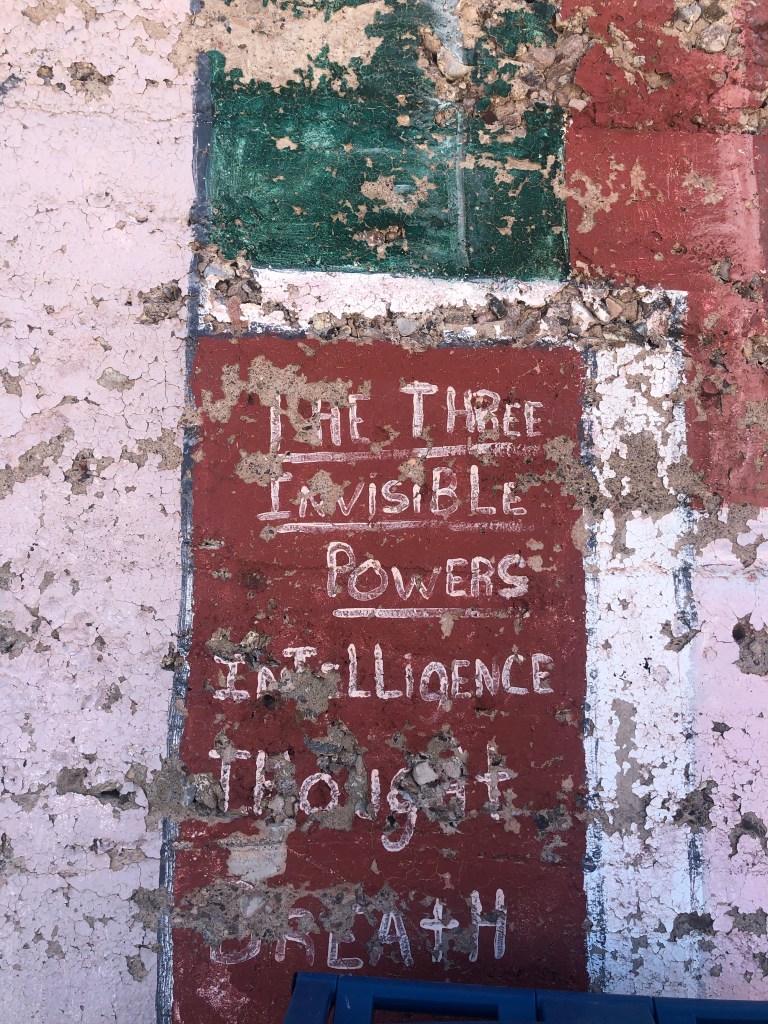 THE THREE
INVISIBLE
POWERS
INTELLIGENCE
THOUGHt
BREAtH